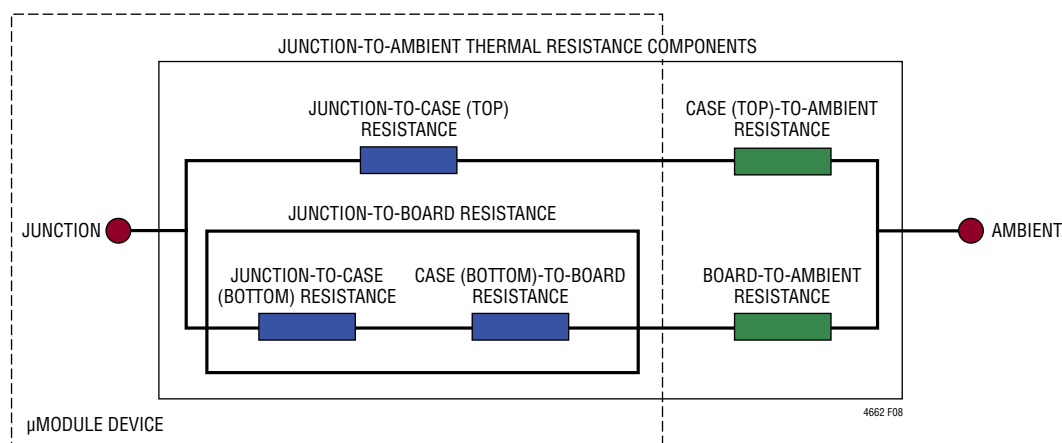 JUNCTION-TO-AMBIENT THERMAL RESISTANCE COMPONENTS
JUNCTION-TO-CASE (TOP)
RESISTANCE
CASE (TOP)-TO-AMBIENT
RESISTANCE
JUNCTION-TO-BOARD RESISTANCE
JUNCTION
AMBIENT
JUNCTION-TO-CASE
(BOTTOM) RESISTANCE
CASE (BOTTOM)-TO-BOARD
RESISTANCE
BOARD-TO-AMBIENT
RESISTANCE
4662 F08
µMODULE DEVICE